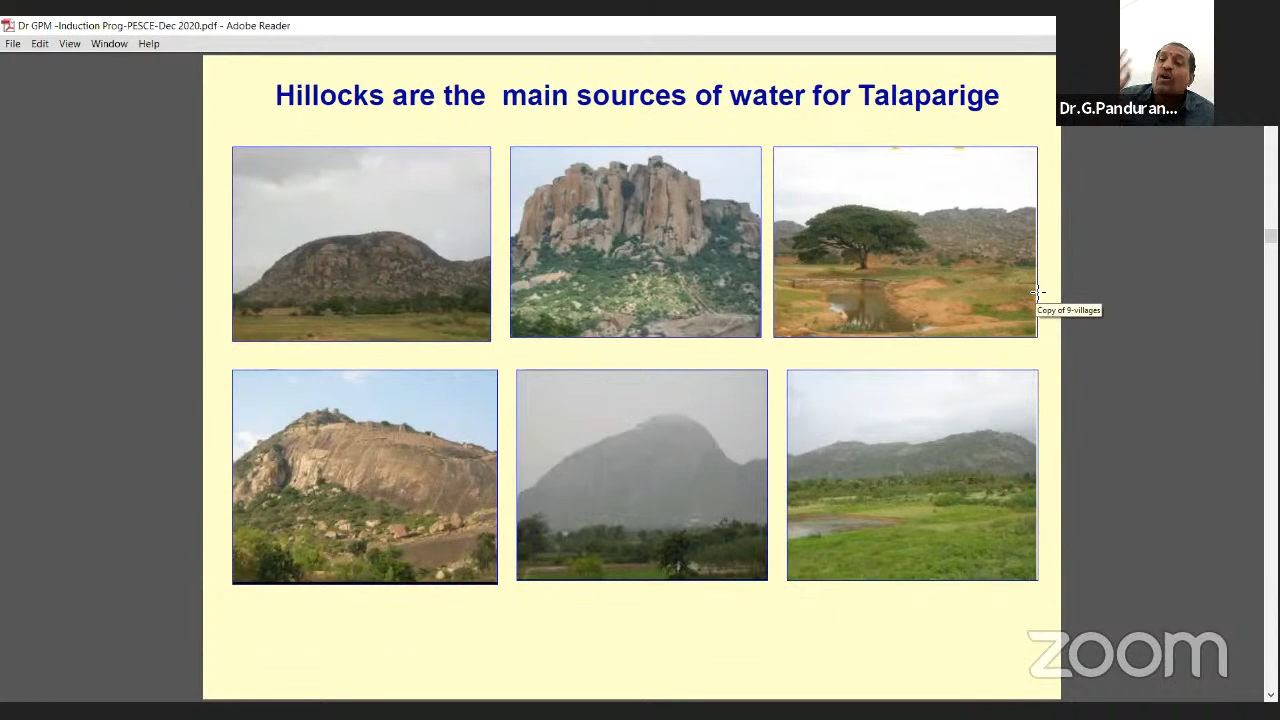 Dr GPM -Induction Prog-PESCE-Dec 2020.pdf - Adobe Reader
File Edit View Window Help
Dr.G.Panduran...
Hillocks are the main sources of water for Talaparige
Copy of 9-villages
zoom